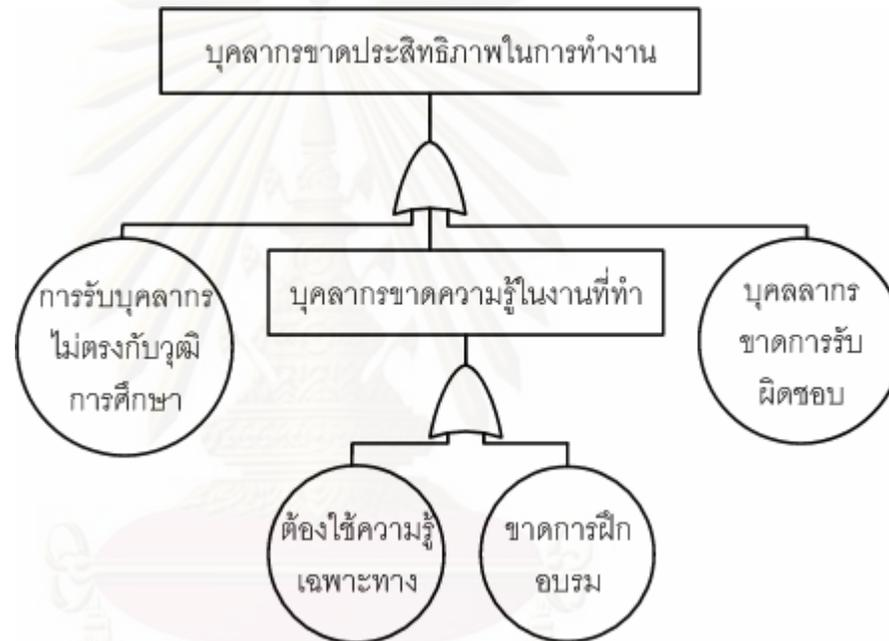 บุคลากรขาดประสิทธิภาพในการทำงาน
การรับบุคลากร
ไม่ตรงกับวุฒิ
การศึกษา
บุคลากรขาดความรู้ในงานที่ทำ
บุคลลากร
ขาดการรับ
ผิดชอบ
ต้องใช้ความรู้
เฉพาะทาง
ขาดการฝึก
อบรม